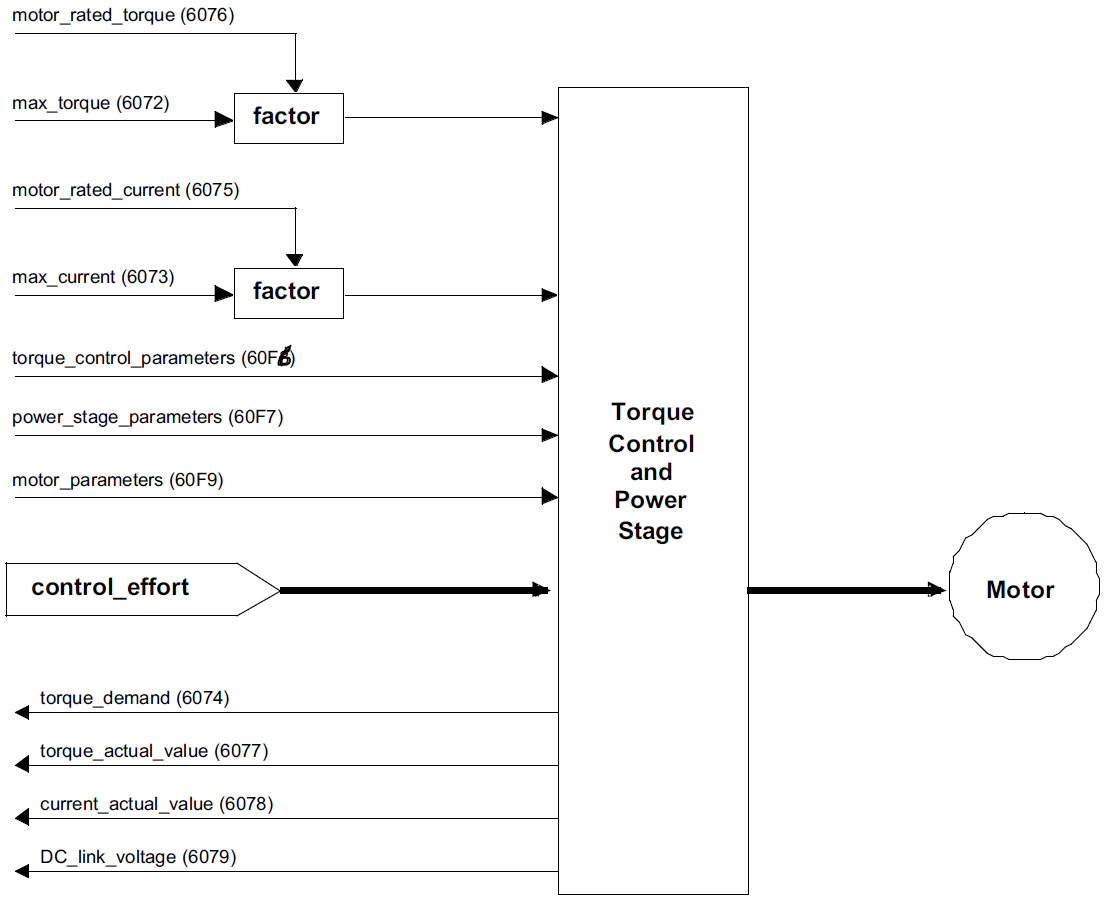 motor_rated_torque (6076)
max_torque (6072)
factor
motor_rated_current (6075)
max_current (6073)
factor
torque_control_parameters (60F6)
power_stage_parameters (60F7)
motor_parameters (60F9)
Torque
Control
and
Power
Stage
control_effort
Motor
torque_demand (6074)
torque_actual_value (6077)
current_actual_value (6078)
DC_link_voltage (6079)